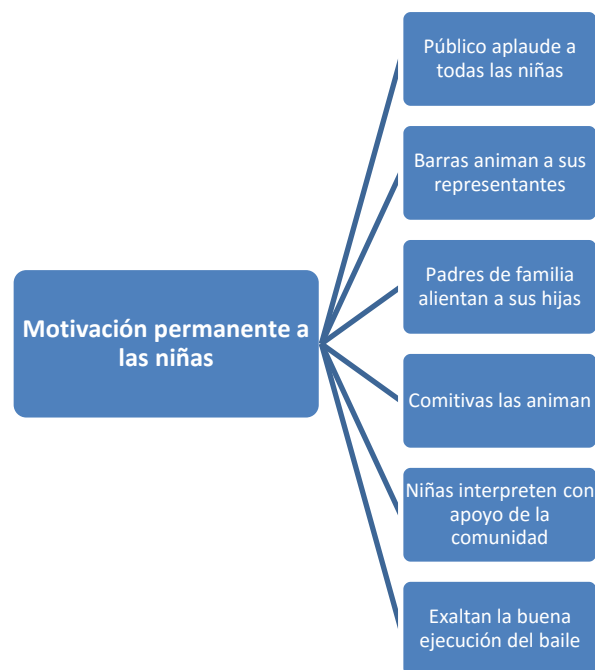 Público aplaude a
todas las niñas
Barras animan a sus
representantes
Padres de familia
alientan a sus hijas
Motivación permanente a
las niñas
Comitivas las animan
Niñas interpreten con
apoyo de la
comunidad
Exaltan la buena
ejecución del baile